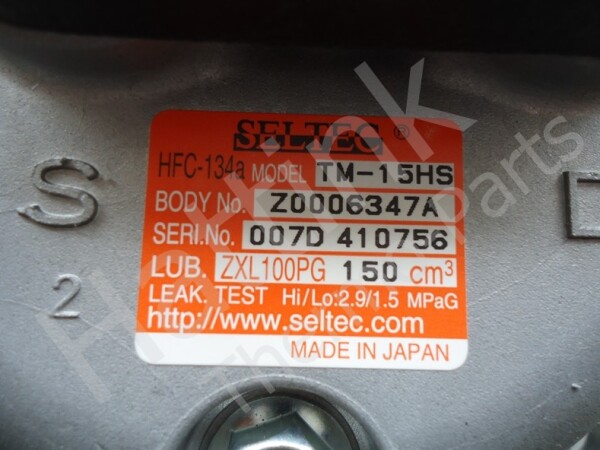 SELTEC ®
HFC-134a MODEL TM-15HS
BODY No. Z0006347A
SERI.No. 007D 410756
LUB. ZXL100PG 150 cm³
LEAK. TEST Hi/Lo:2.9/1.5 MPaG
http://www.seltec.com
MADE IN JAPAN
S
2